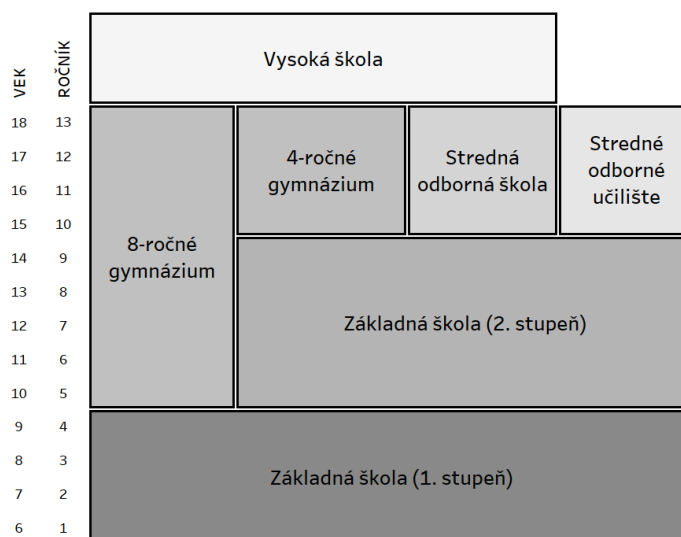 VEK
ROČNÍK
Vysoká škola
18 13
17 12
16 11
15 10
14 9
13 8
12 7
11 6
10 5
9 4
8 3
7 2
6 1
8-ročné
gymnázium
4-ročné
gymnázium
Stredná
odborná škola
Stredné
odborné
učilište
Základná škola (2. stupeň)
Základná škola (1. stupeň)